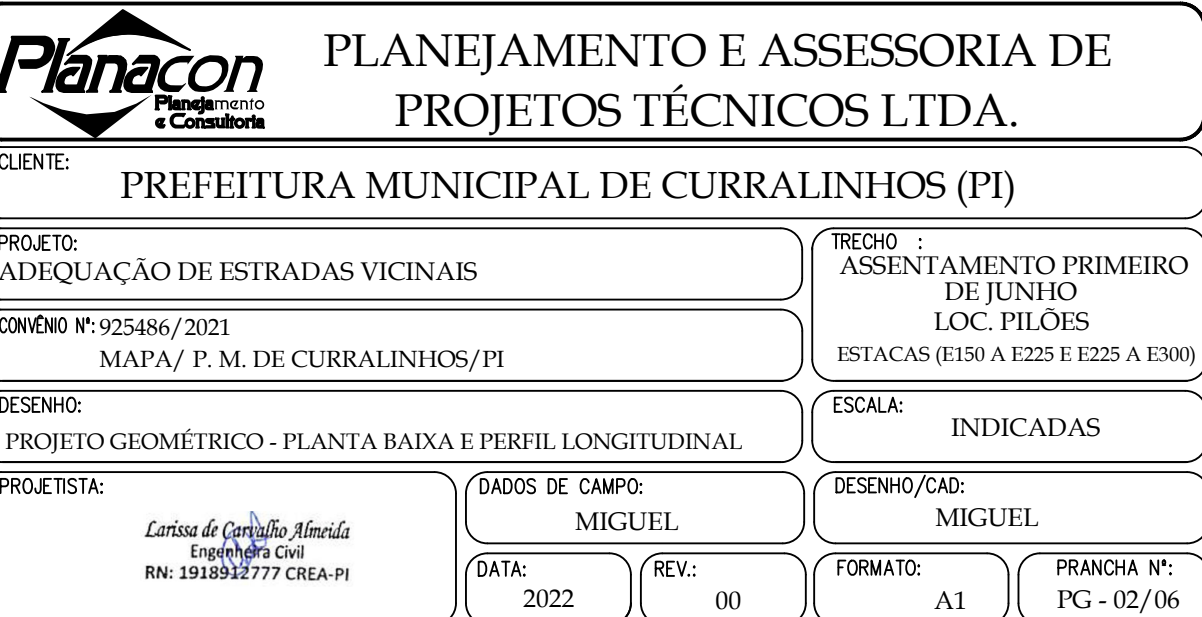 Planacon
Planejamento
e Consultoria
PLANEJAMENTO E ASSESSORIA DE
PROJETOS TÉCNICOS LTDA.
CLIENTE:
PREFEITURA MUNICIPAL DE CURRALINHOS (PI)
PROJETO:
ADEQUAÇÃO DE ESTRADAS VICINAIS
TRECHO :
ASSENTAMENTO PRIMEIRO
DE JUNHO
LOC. PILÕES
ESTACAS (E150 A E225 E E225 A E300)
CONVÊNIO Nº: 925486/2021
MAPA/ P. M. DE CURRALINHOS/PI
DESENHO:
PROJETO GEOMÉTRICO - PLANTA BAIXA E PERFIL LONGITUDINAL
ESCALA:
INDICADAS
PROJETISTA:
Larissa de Carvalho Almeida
Engenheira Civil
RN: 1918912777 CREA-PI
DADOS DE CAMPO:
MIGUEL
DESENHO/CAD:
MIGUEL
DATA:
2022
REV.:
00
FORMATO:
A1
PRANCHA Nº:
PG - 02/06